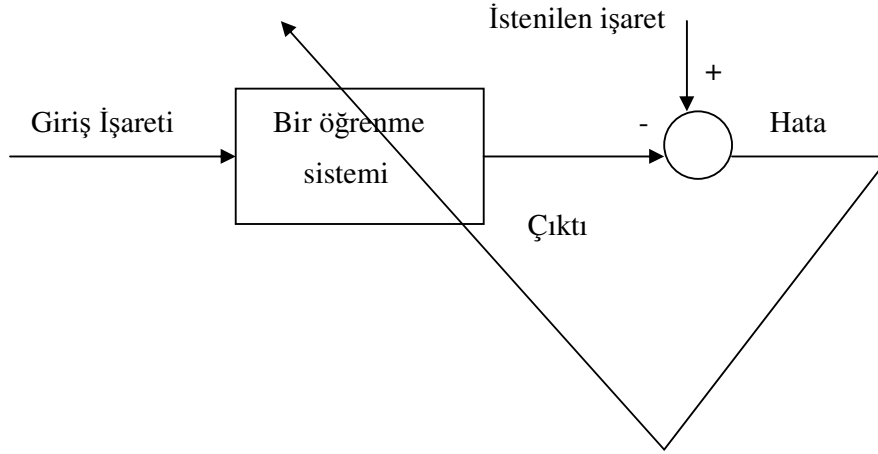 İstenilen işaret
+
Giriş İşareti
Bir öğrenme
sistemi
-
Hata
Çıktı